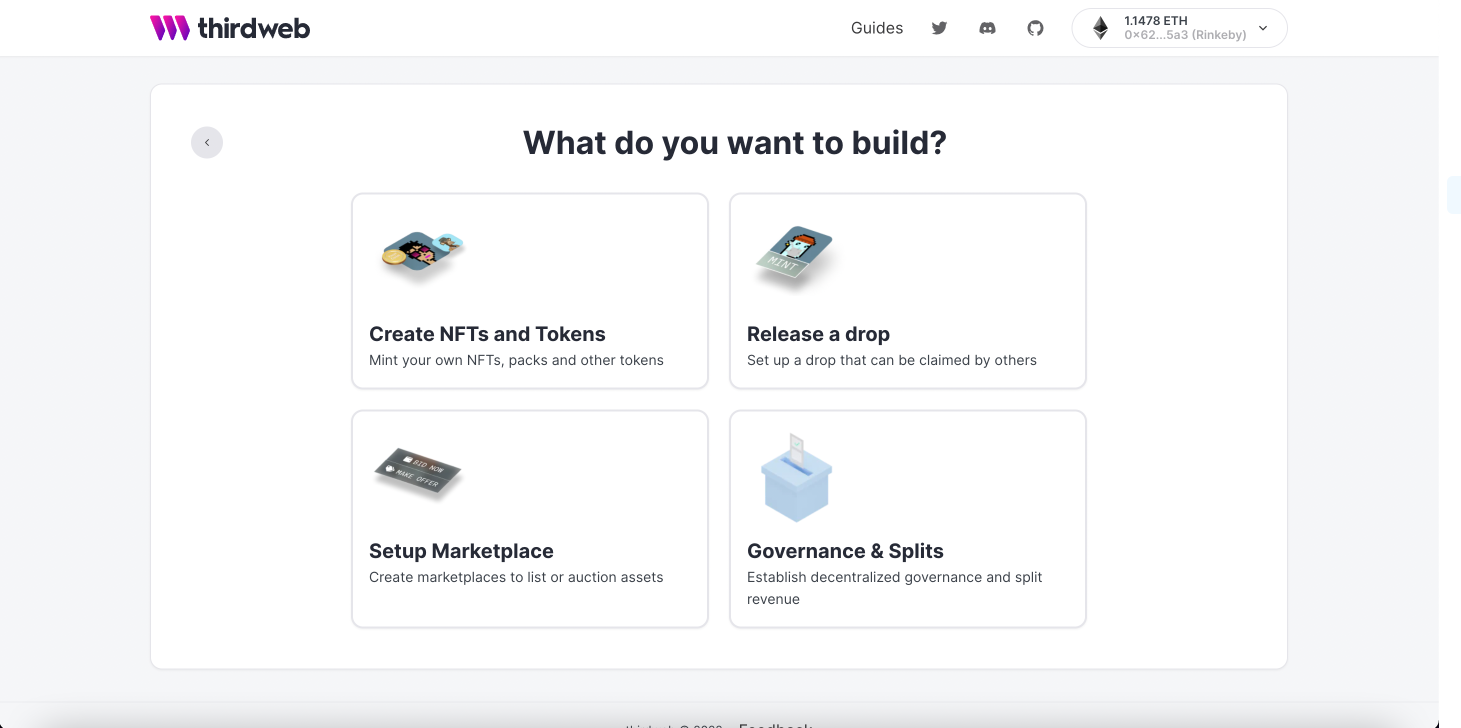 thirdweb
Guides
1.1478 ETH
0x62...5a3 (Rinkeby)
What do you want to build?
MINT
Create NFTs and Tokens
Mint your own NFTs, packs and other tokens
Release a drop
Set up a drop that can be claimed by others
BID NOW
MAKE OFFER
Setup Marketplace
Create marketplaces to list or auction assets
Governance & Splits
Establish decentralized governance and split
revenue
Feedback